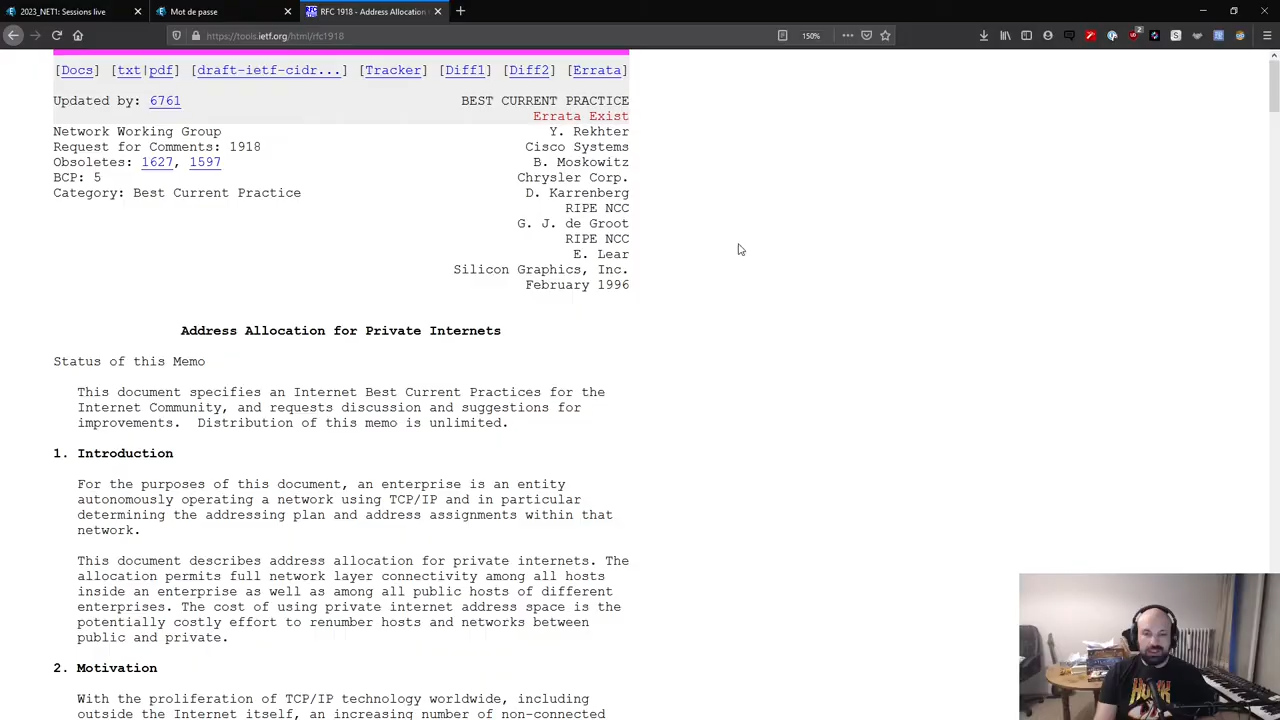 2023_NET1: Sessions live
Mot de passe
RFC 1918 - Address Allocation
https://tools.ietf.org/html/rfc1918
150%
[Docs] [txt|pdf] [draft-ietf-cidr...] [Tracker] [Diff1] [Diff2] [Errata]
Updated by: 6761 BEST CURRENT PRACTICE
Errata Exist
Network Working Group Y. Rekhter
Request for Comments: 1918 Cisco Systems
Obsoletes: 1627, 1597 B. Moskowitz
BCP: 5 Chrysler Corp.
Category: Best Current Practice D. Karrenberg
RIPE NCC
G. J. de Groot
RIPE NCC
E. Lear
Silicon Graphics, Inc.
February 1996
Address Allocation for Private Internets
Status of this Memo
This document specifies an Internet Best Current Practices for the
Internet Community, and requests discussion and suggestions for
improvements. Distribution of this memo is unlimited.
1. Introduction
For the purposes of this document, an enterprise is an entity
autonomously operating a network using TCP/IP and in particular
determining the addressing plan and address assignments within that
network.
This document describes address allocation for private internets. The
allocation permits full network layer connectivity among all hosts
inside an enterprise as well as among all public hosts of different
enterprises. The cost of using private internet address space is the
potentially costly effort to renumber hosts and networks between
public and private.
2. Motivation
With the proliferation of TCP/IP technology worldwide, including
outside the Internet itself, an increasing number of non-connected